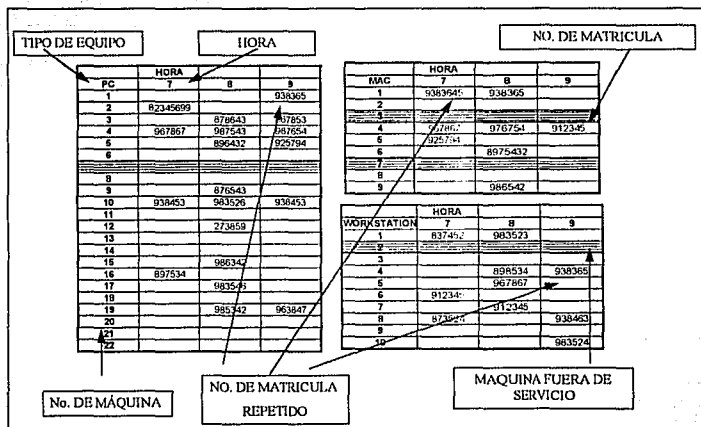 TIPO DE EQUIPO
HORA
NO. DE MATRICULA
HORA
PC 7 8 9
1 938365
2 82345699
3 878643
4 967867 987543 987654
5 896432 925794
6
8
9 876543
10 938453 983526 938453
11
12 273859
13
14
15 986342
16 897534
17
18
19 985342 963847
20
21
22
HORA
MAC 7 8 9
1 9383645 938365
2
3
4 976754 912345
5 925794
6 8975432
7
8
9 986542
HORA
WORKSTATION 7 8 9
1 837452 983523
2
3
4 898534 938365
5 967867
6 912345
7 912345
8 938463
9
10 983524
No. DE MÁQUINA
NO. DE MATRICULA
REPETIDO
MAQUINA FUERA DE
SERVICIO